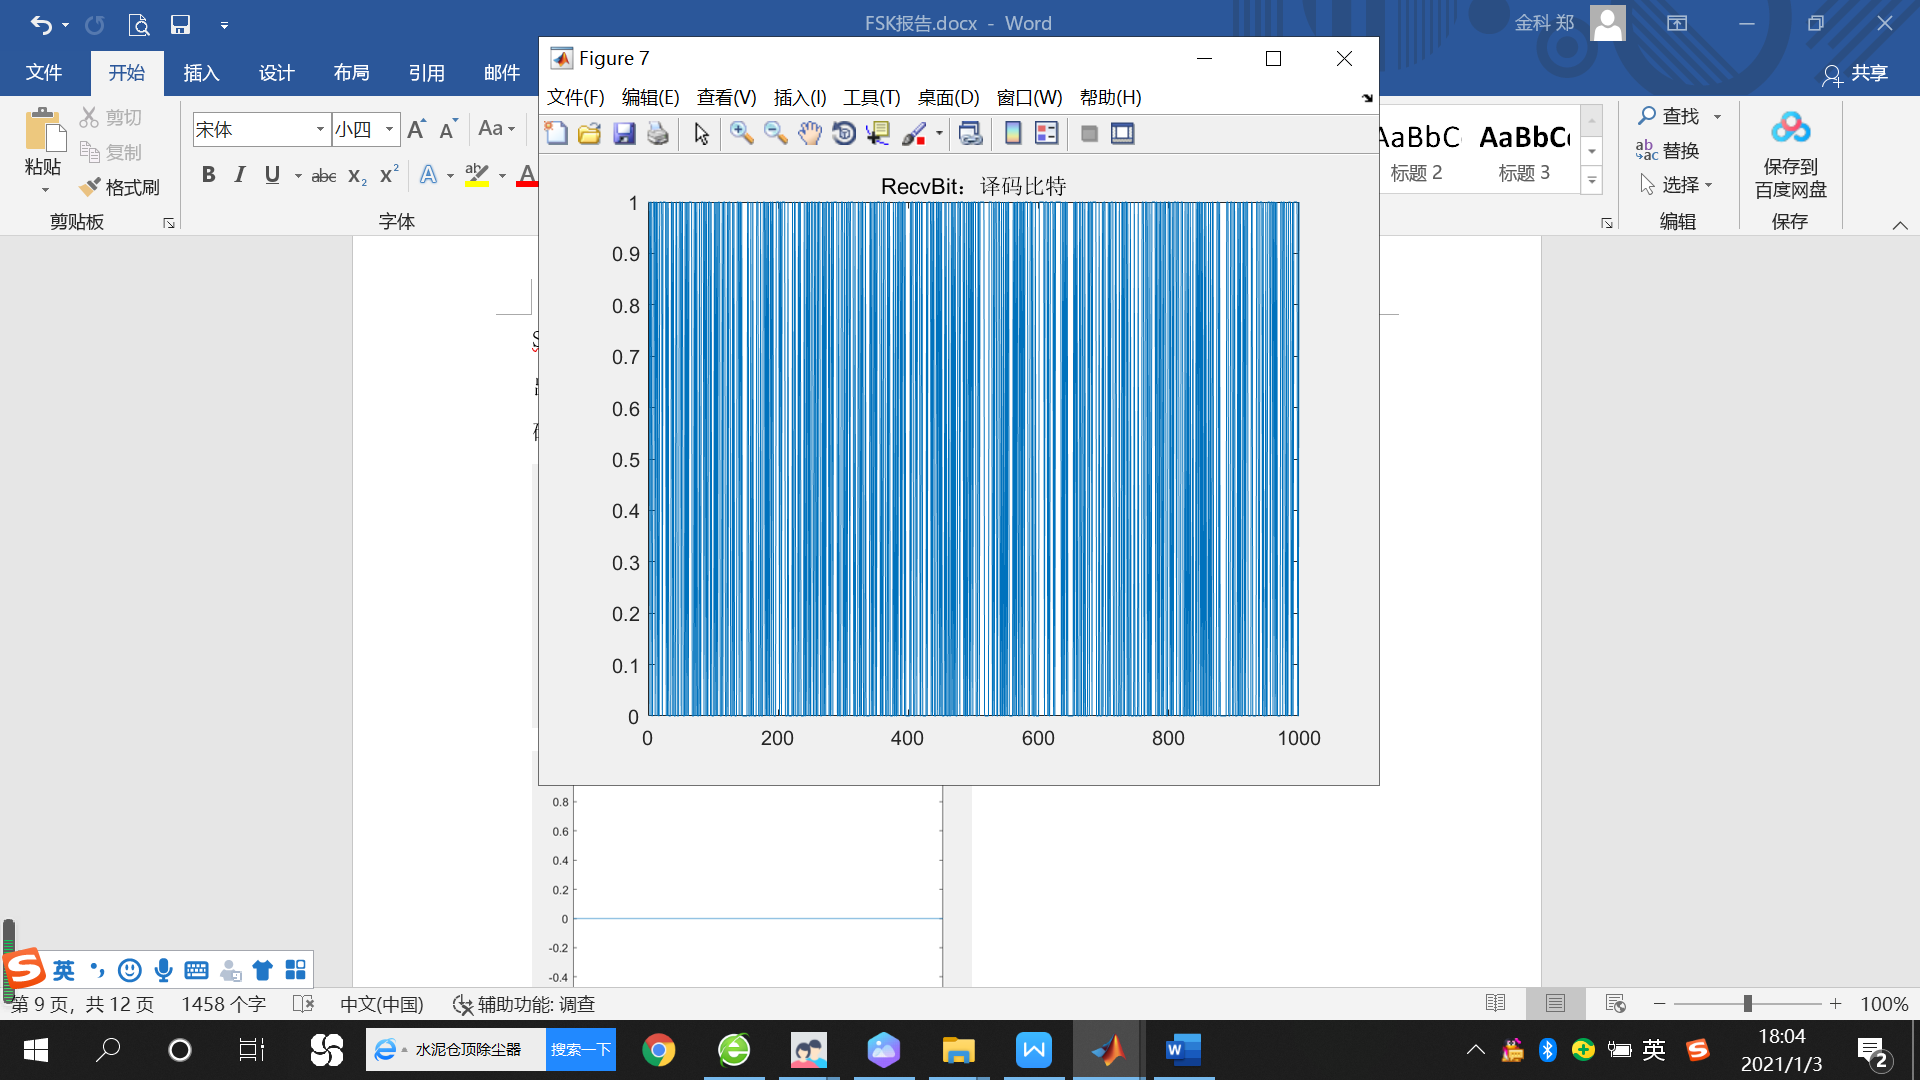 FSK报告.docx - Word
金科 郑
文件 开始 插入 设计 布局 引用 邮件
共享
剪切
复制
格式刷
粘贴
剪贴板
宋体 小四
字体
AaBbC AaBbC
标题 2 标题 3
查找
替换
选择
编辑
保存到
百度网盘
保存
Figure 7
文件(F) 编辑(E) 查看(V) 插入(I) 工具(T) 桌面(D) 窗口(W) 帮助(H)
RecvBit：译码比特
1
0.9
0.8
0.7
0.6
0.5
0.4
0.3
0.2
0.1
0
0 200 400 600 800 1000
0.8
0.6
0.4
0.2
0
-0.2
-0.4
英
第 9 页，共 12 页 1458 个字 中文(中国) 辅助功能: 调查
100%
水泥仓顶除尘器 搜索一下
英
18:04
2021/1/3
2